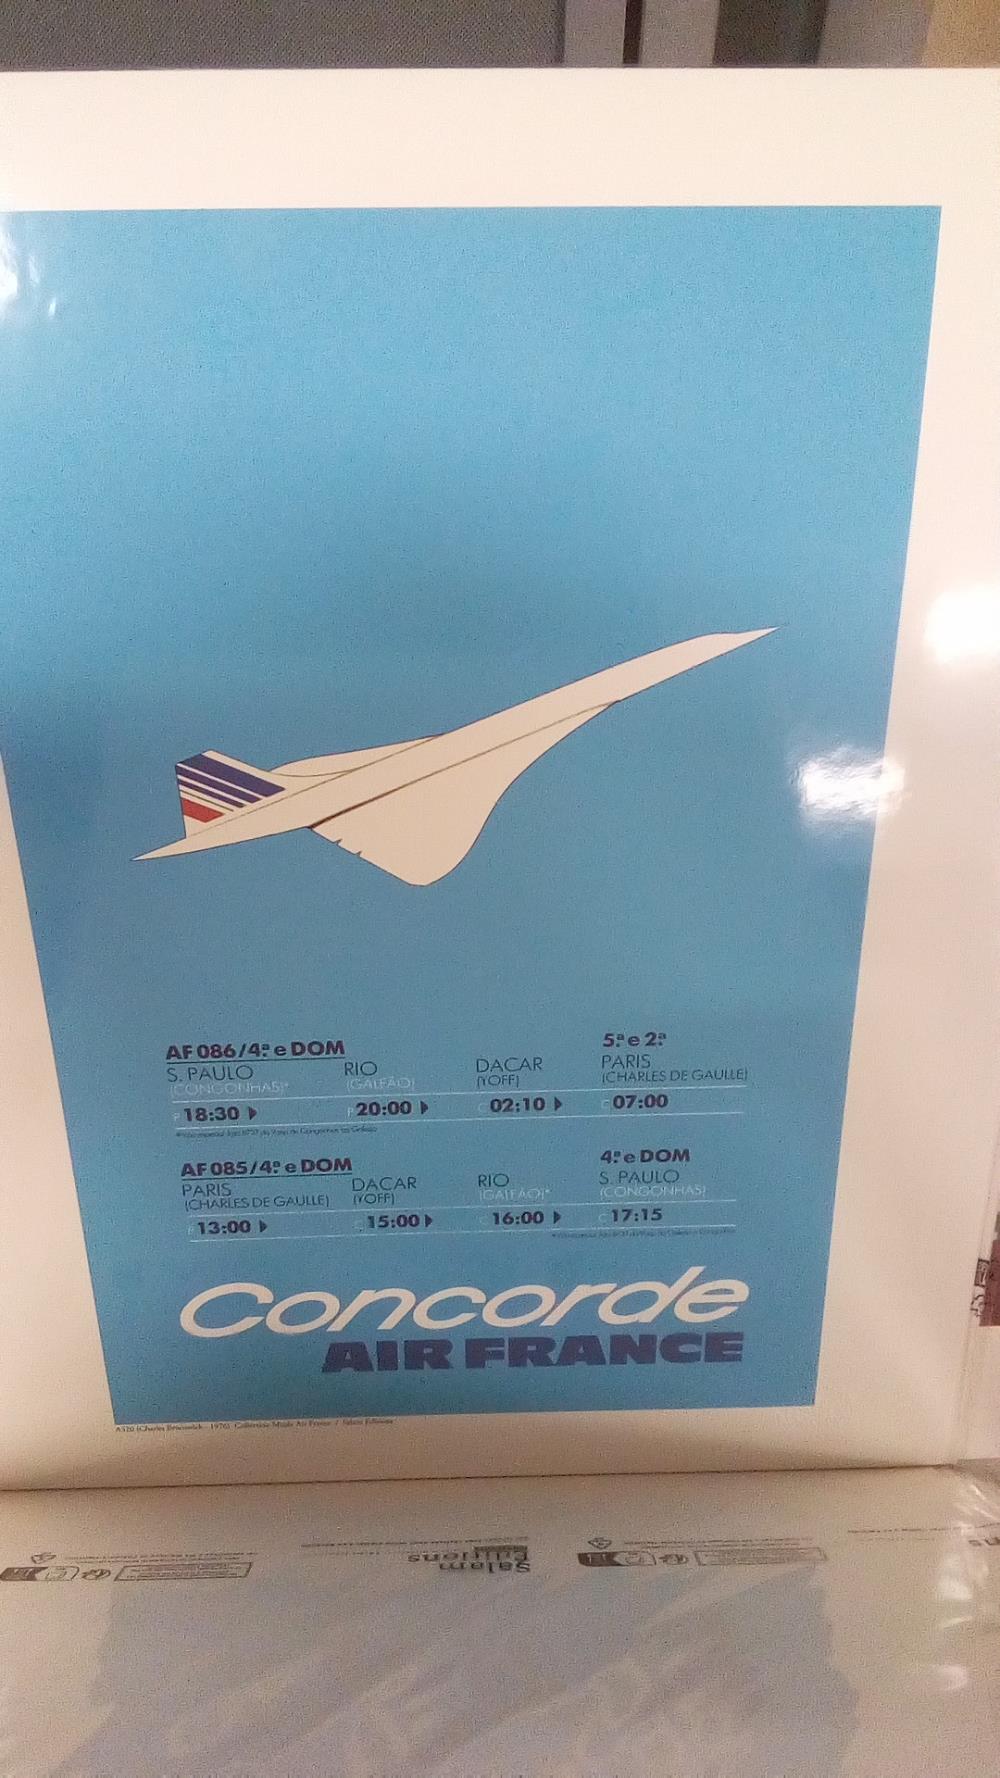 AF 086/4ª e DOM
5ª e 2ª
S. PAULO RIO DACAR PARIS
(CONGONHAS)* (GALEÃO) (YOFF) (CHARLES DE GAULLE)
P 18:30 P 20:00 C 02:10 C 07:00
AF 085/4ª e DOM
4ª e DOM
PARIS DACAR RIO S. PAULO
(CHARLES DE GAULLE) (YOFF) (GALEÃO)* (CONGONHAS)
P 13:00 C 15:00 C 16:00 C 17:15
Concorde
AIR FRANCE
Salam
Editions